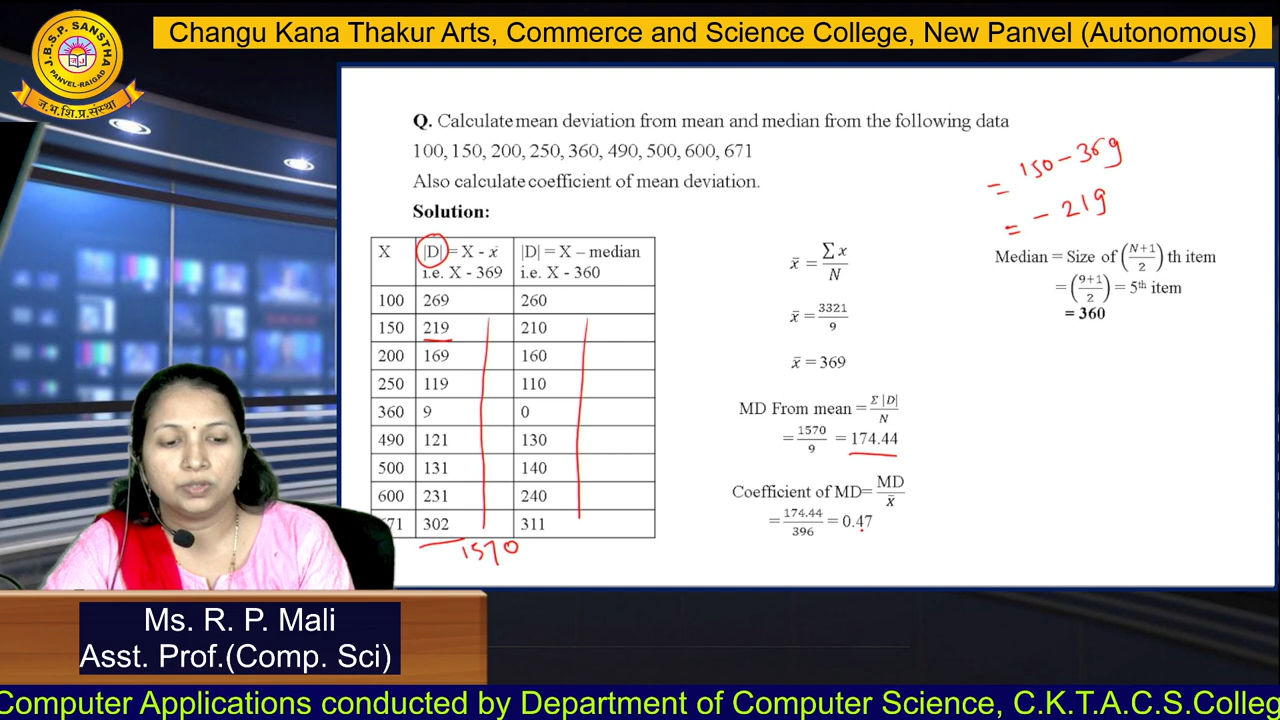 Changu Kana Thakur Arts, Commerce and Science College, New Panvel (Autonomous)
J.B.S.P. SANSTHA
PANVEL-RAIGAD
ज.भ.शि.प्र.संस्था
Q. Calculate mean deviation from mean and median from the following data
100, 150, 200, 250, 360, 490, 500, 600, 671
Also calculate coefficient of mean deviation.
Solution:
X |D| = X - x̄ |D| = X – median
i.e. X - 369 i.e. X - 360
100 269 260
150 219 210
200 169 160
250 119 110
360 9 0
490 121 130
500 131 140
600 231 240
71 302 311
1570
x̄ = ∑x/N
x̄ = 3321/9
x̄ = 369
MD From mean = Σ|D|/N
= 1570/9 = 174.44
Coefficient of MD= MD/X̄
= 174.44/396 = 0.47
= 150 - 369
= - 219
Median = Size of (N+1/2) th item
= (9+1/2) = 5th item
= 360
Ms. R. P. Mali
Asst. Prof.(Comp. Sci)
Computer Applications conducted by Department of Computer Science, C.K.T.A.C.S.Colleg